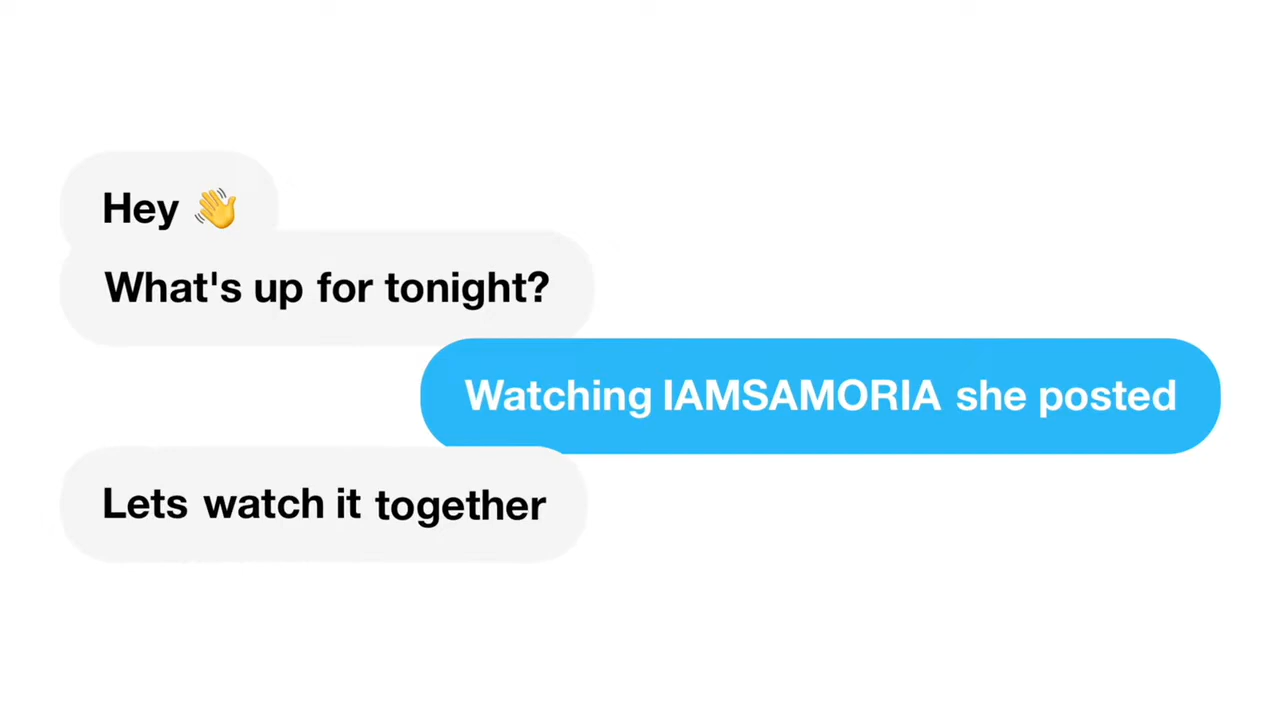 Hey 👋
What's up for tonight?
Watching IAMSAMORIA she posted
Lets watch it together